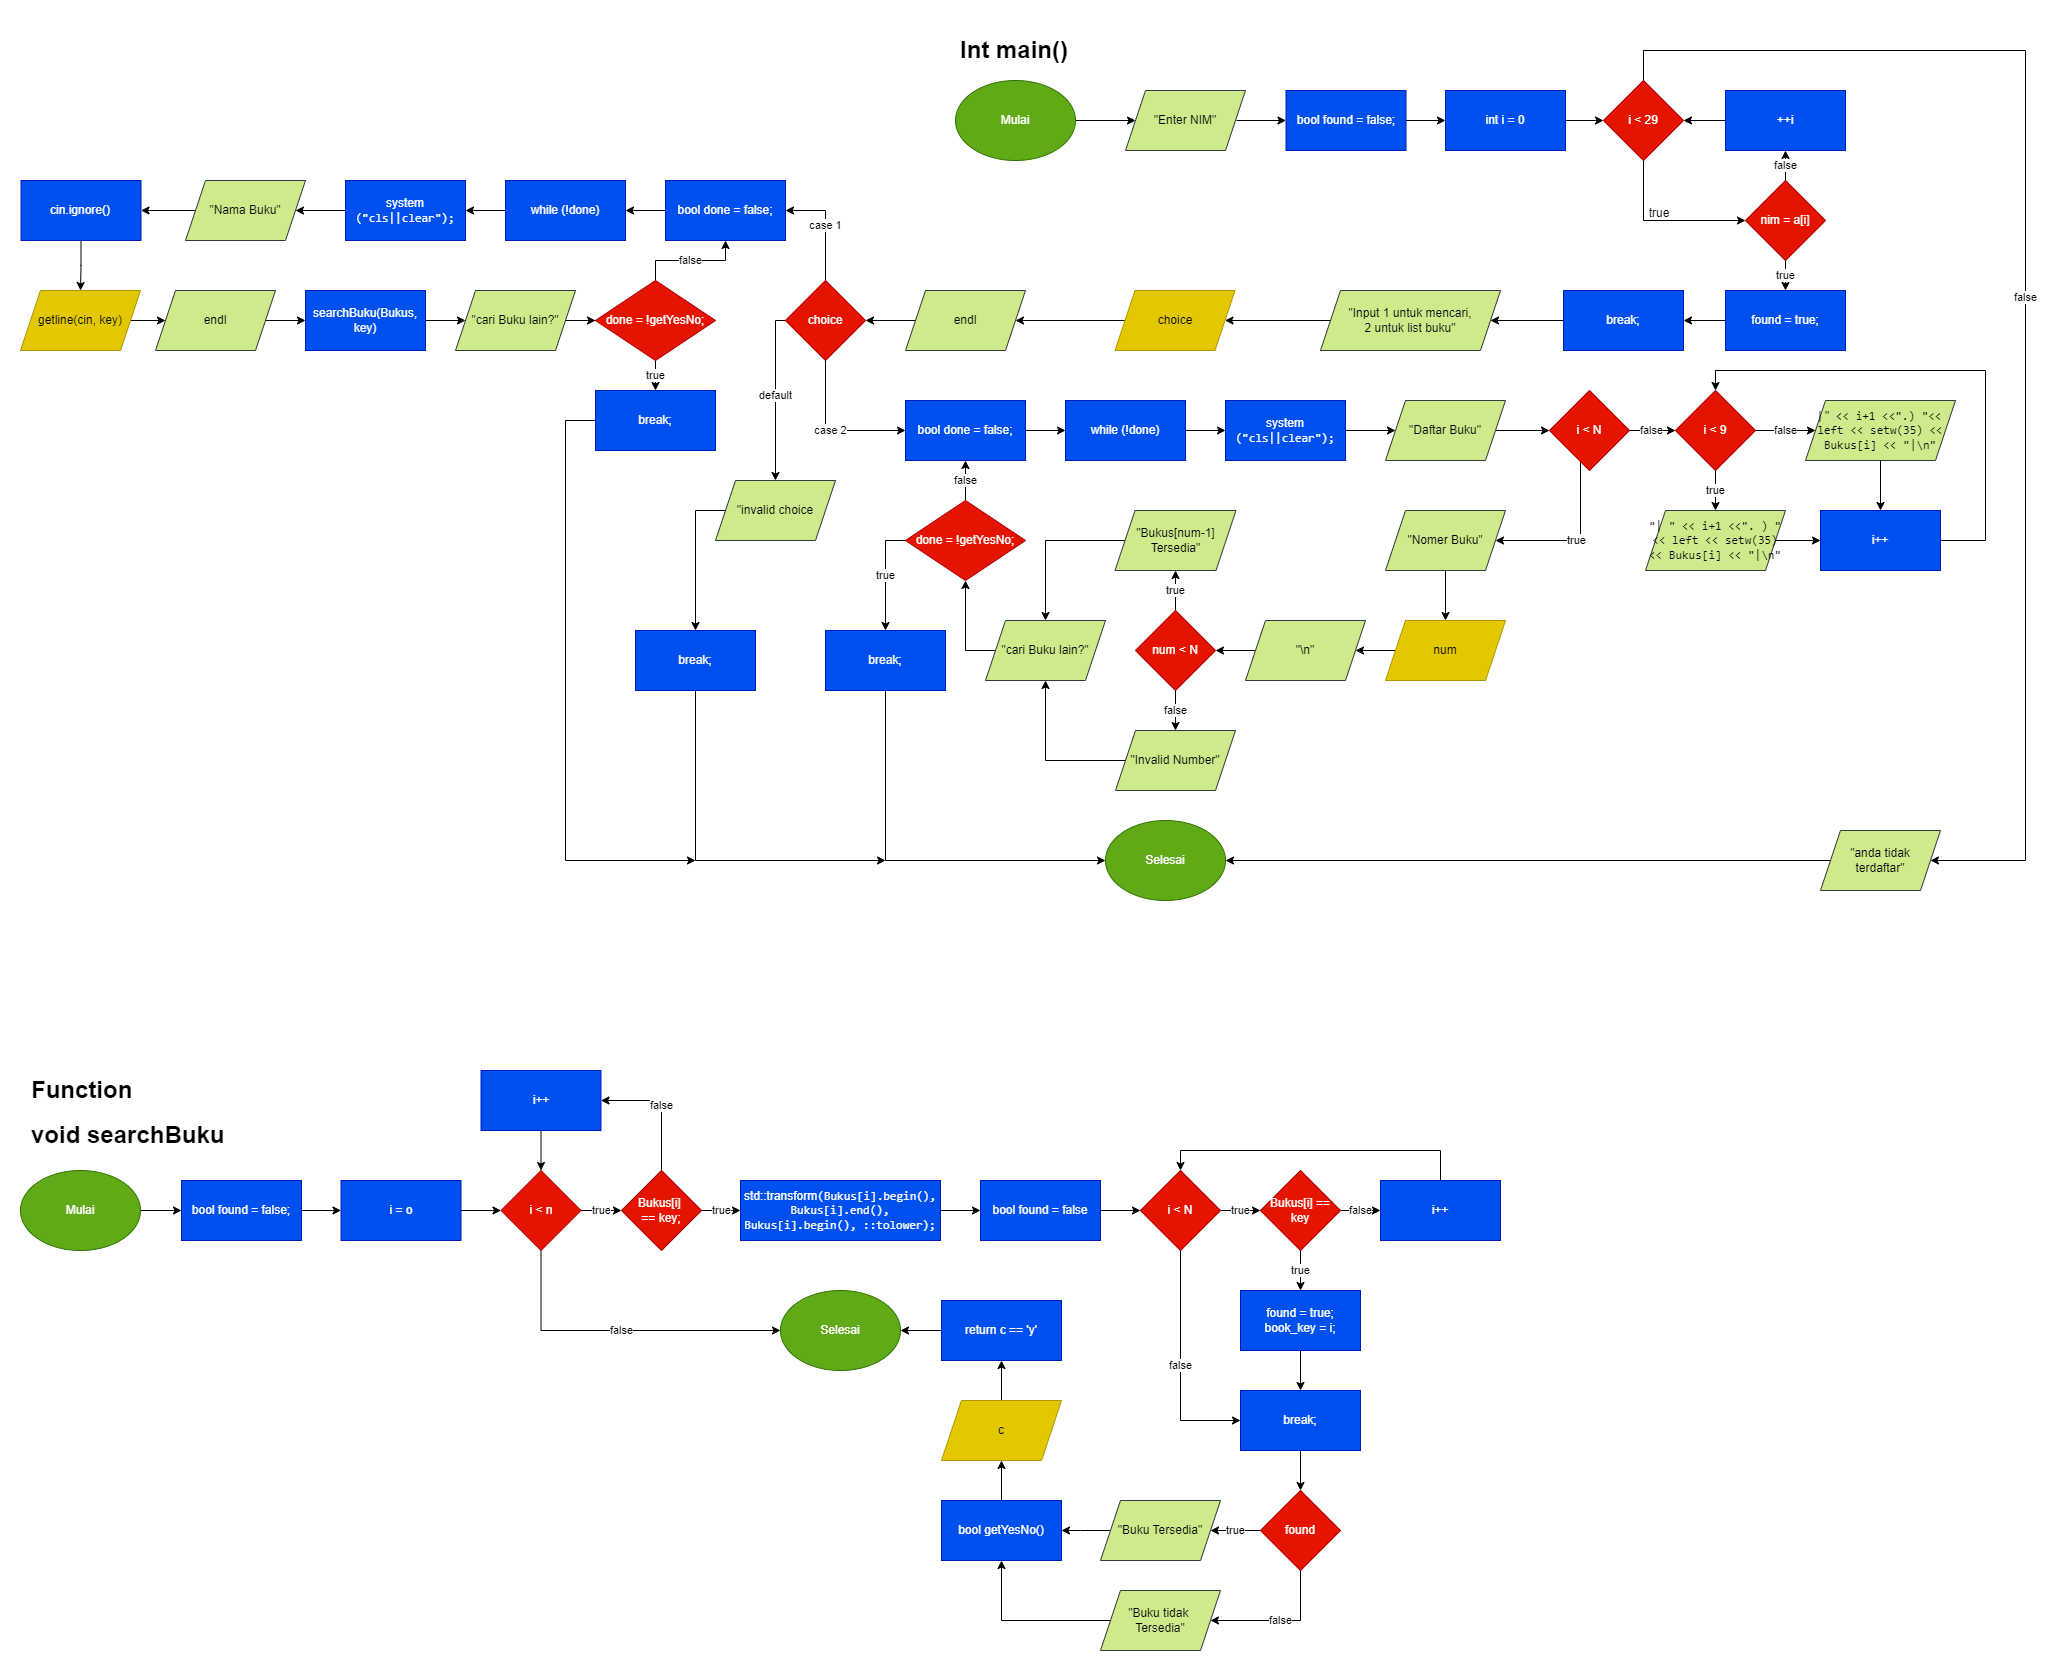 Int main()
Mulai
"Enter NIM"
bool found = false;
int i = 0
i < 29
++i
false
true
nim = a[i]
true
false
cin.ignore()
"Nama Buku"
system
("cls||clear");
while (!done)
bool done = false;
case 1
false
getline(cin, key)
endl
searchBuku(Bukus,
key)
"cari Buku lain?"
done = !getYesNo;
choice
endl
choice
"Input 1 untuk mencari,
2 untuk list buku"
break;
found = true;
true
break;
default
case 2
bool done = false;
while (!done)
system
("cls||clear");
"Daftar Buku"
i < N
false
i < 9
false
|" << i+1 <<".) "<<
left << setw(35) <<
Bukus[i] << "|\n"
false
true
"invalid choice
done = !getYesNo;
"Bukus[num-1]
Tersedia"
"Nomer Buku"
true
"| " << i+1 <<". ) "
<< left << setw(35)
<< Bukus[i] << "|\n"
i++
true
true
break;
break;
"cari Buku lain?"
num < N
"\n"
num
false
"Invalid Number"
Selesai
"anda tidak
terdaftar"
Function
void searchBuku
i++
false
Mulai
bool found = false;
i = o
i < n
true
Bukus[i]
== key;
true
std::transform(Bukus[i].begin(),
Bukus[i].end(),
Bukus[i].begin(), ::tolower);
bool found = false
i < N
true
Bukus[i] ==
key
false
i++
true
false
Selesai
return c == 'y'
found = true;
book_key = i;
false
c
break;
bool getYesNo()
"Buku Tersedia"
true
found
"Buku tidak
Tersedia"
false